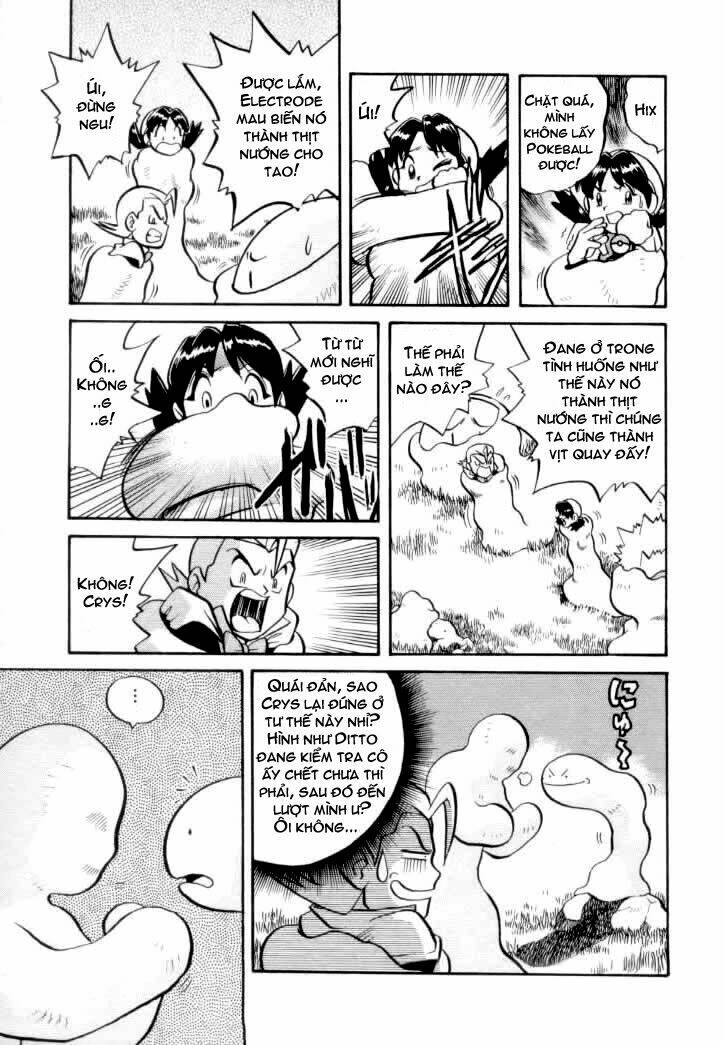 HIX
CHẶT QUÁ,
MÌNH
KHÔNG LẤY
POKEBALL
ĐƯỢC!
ÚI!
ĐƯỢC LẮM,
ELECTRODE
MAU BIẾN NÓ
THÀNH THỊT
NƯỚNG CHO
TAO!
ÚI,
ĐỪNG
NGU!
ĐANG Ở TRONG
TÌNH HUỐNG NHƯ
THẾ NÀY NÓ
THÀNH THỊT
NƯỚNG THÌ CHÚNG
TA CŨNG THÀNH
VỊT QUAY ĐẤY!
THẾ PHẢI
LÀM THẾ
NÀO ĐÂY?
TỪ TỪ
MỚI NGHĨ
ĐƯỢC
...
ỐI..
KHÔNG
..G
..G!
KHÔNG!
CRYS!
にゅ〜
QUÁI ĐẢN, SAO
CRYS LẠI ĐỨNG Ở
TƯ THẾ NÀY NHỈ?
HÌNH NHƯ DITTO
ĐANG KIỂM TRA CÔ
ẤY CHẾT CHƯA THÌ
PHẢI, SAU ĐÓ ĐẾN
LƯỢT MÌNH Ư?
ÔI KHÔNG...
...